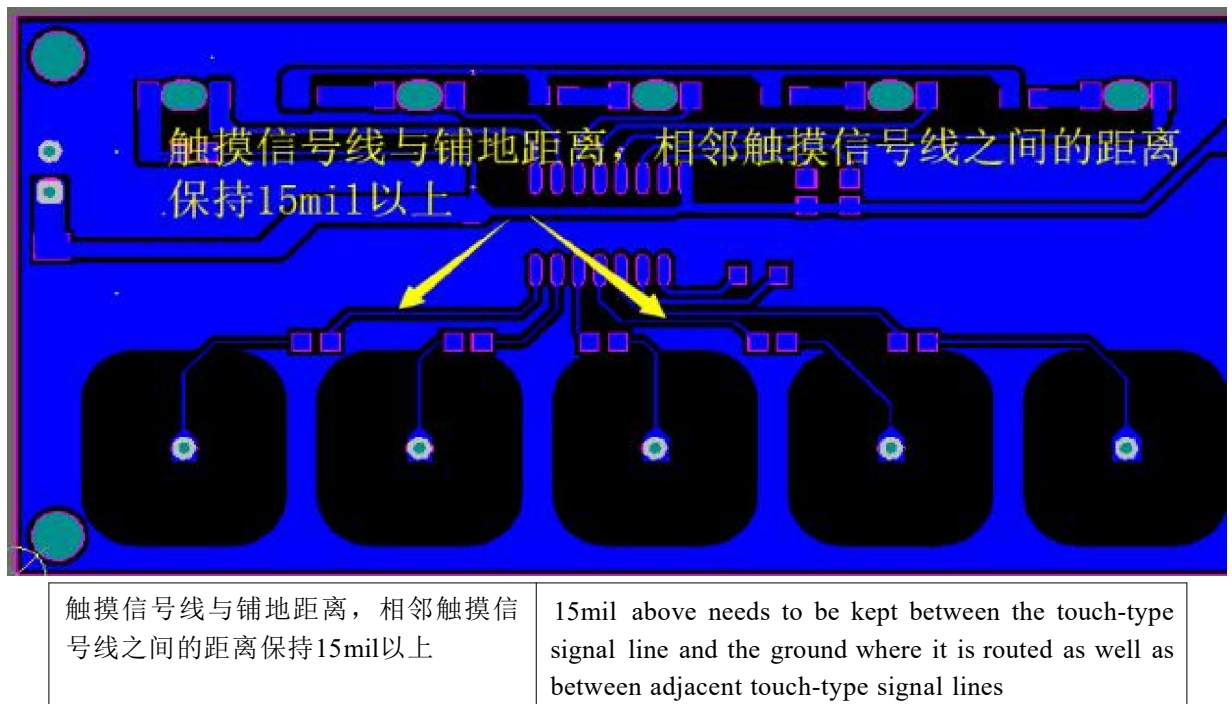 触摸信号线与铺地距离，相邻触摸信号线之间的距离
保持15mil以上
触摸信号线与铺地距离，相邻触摸信
号线之间的距离保持15mil以上
15mil above needs to be kept between the touch-type
signal line and the ground where it is routed as well as
between adjacent touch-type signal lines